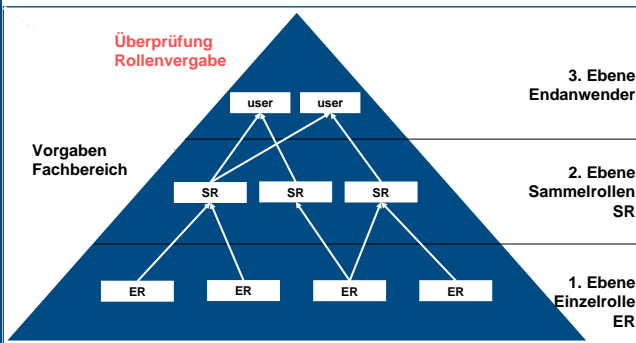 Überprüfung
Rollenvergabe
3. Ebene
Endanwender
user
user
Vorgaben
Fachbereich
2. Ebene
Sammelrollen
SR
SR
SR
SR
1. Ebene
Einzelrolle
ER
ER
ER
ER
ER